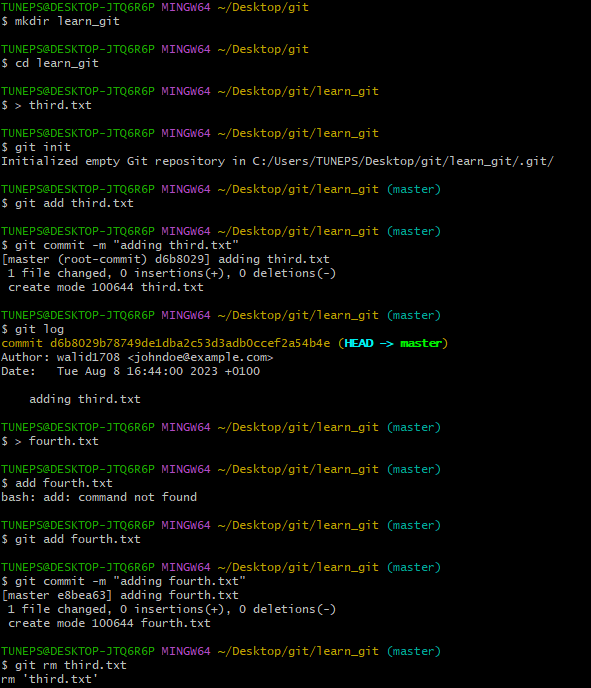 TUNEPS@DESKTOP-JTQ6R6P MINGW64 ~/Desktop/git
$ mkdir learn_git
TUNEPS@DESKTOP-JTQ6R6P MINGW64 ~/Desktop/git
$ cd learn_git
TUNEPS@DESKTOP-JTQ6R6P MINGW64 ~/Desktop/git/learn_git
$ > third.txt
TUNEPS@DESKTOP-JTQ6R6P MINGW64 ~/Desktop/git/learn_git
$ git init
Initialized empty Git repository in C:/Users/TUNEPS/Desktop/git/learn_git/.git/
TUNEPS@DESKTOP-JTQ6R6P MINGW64 ~/Desktop/git/learn_git (master)
$ git add third.txt
TUNEPS@DESKTOP-JTQ6R6P MINGW64 ~/Desktop/git/learn_git (master)
$ git commit -m "adding third.txt"
[master (root-commit) d6b8029] adding third.txt
 1 file changed, 0 insertions(+), 0 deletions(-)
 create mode 100644 third.txt
TUNEPS@DESKTOP-JTQ6R6P MINGW64 ~/Desktop/git/learn_git (master)
$ git log
commit d6b8029b78749de1dba2c53d3adb0ccef2a54b4e (HEAD -> master)
Author: walid1708 <johndoe@example.com>
Date:   Tue Aug 8 16:44:00 2023 +0100
    adding third.txt
TUNEPS@DESKTOP-JTQ6R6P MINGW64 ~/Desktop/git/learn_git (master)
$ > fourth.txt
TUNEPS@DESKTOP-JTQ6R6P MINGW64 ~/Desktop/git/learn_git (master)
$ add fourth.txt
bash: add: command not found
TUNEPS@DESKTOP-JTQ6R6P MINGW64 ~/Desktop/git/learn_git (master)
$ git add fourth.txt
TUNEPS@DESKTOP-JTQ6R6P MINGW64 ~/Desktop/git/learn_git (master)
$ git commit -m "adding fourth.txt"
[master e8bea63] adding fourth.txt
 1 file changed, 0 insertions(+), 0 deletions(-)
 create mode 100644 fourth.txt
TUNEPS@DESKTOP-JTQ6R6P MINGW64 ~/Desktop/git/learn_git (master)
$ git rm third.txt
rm 'third.txt'